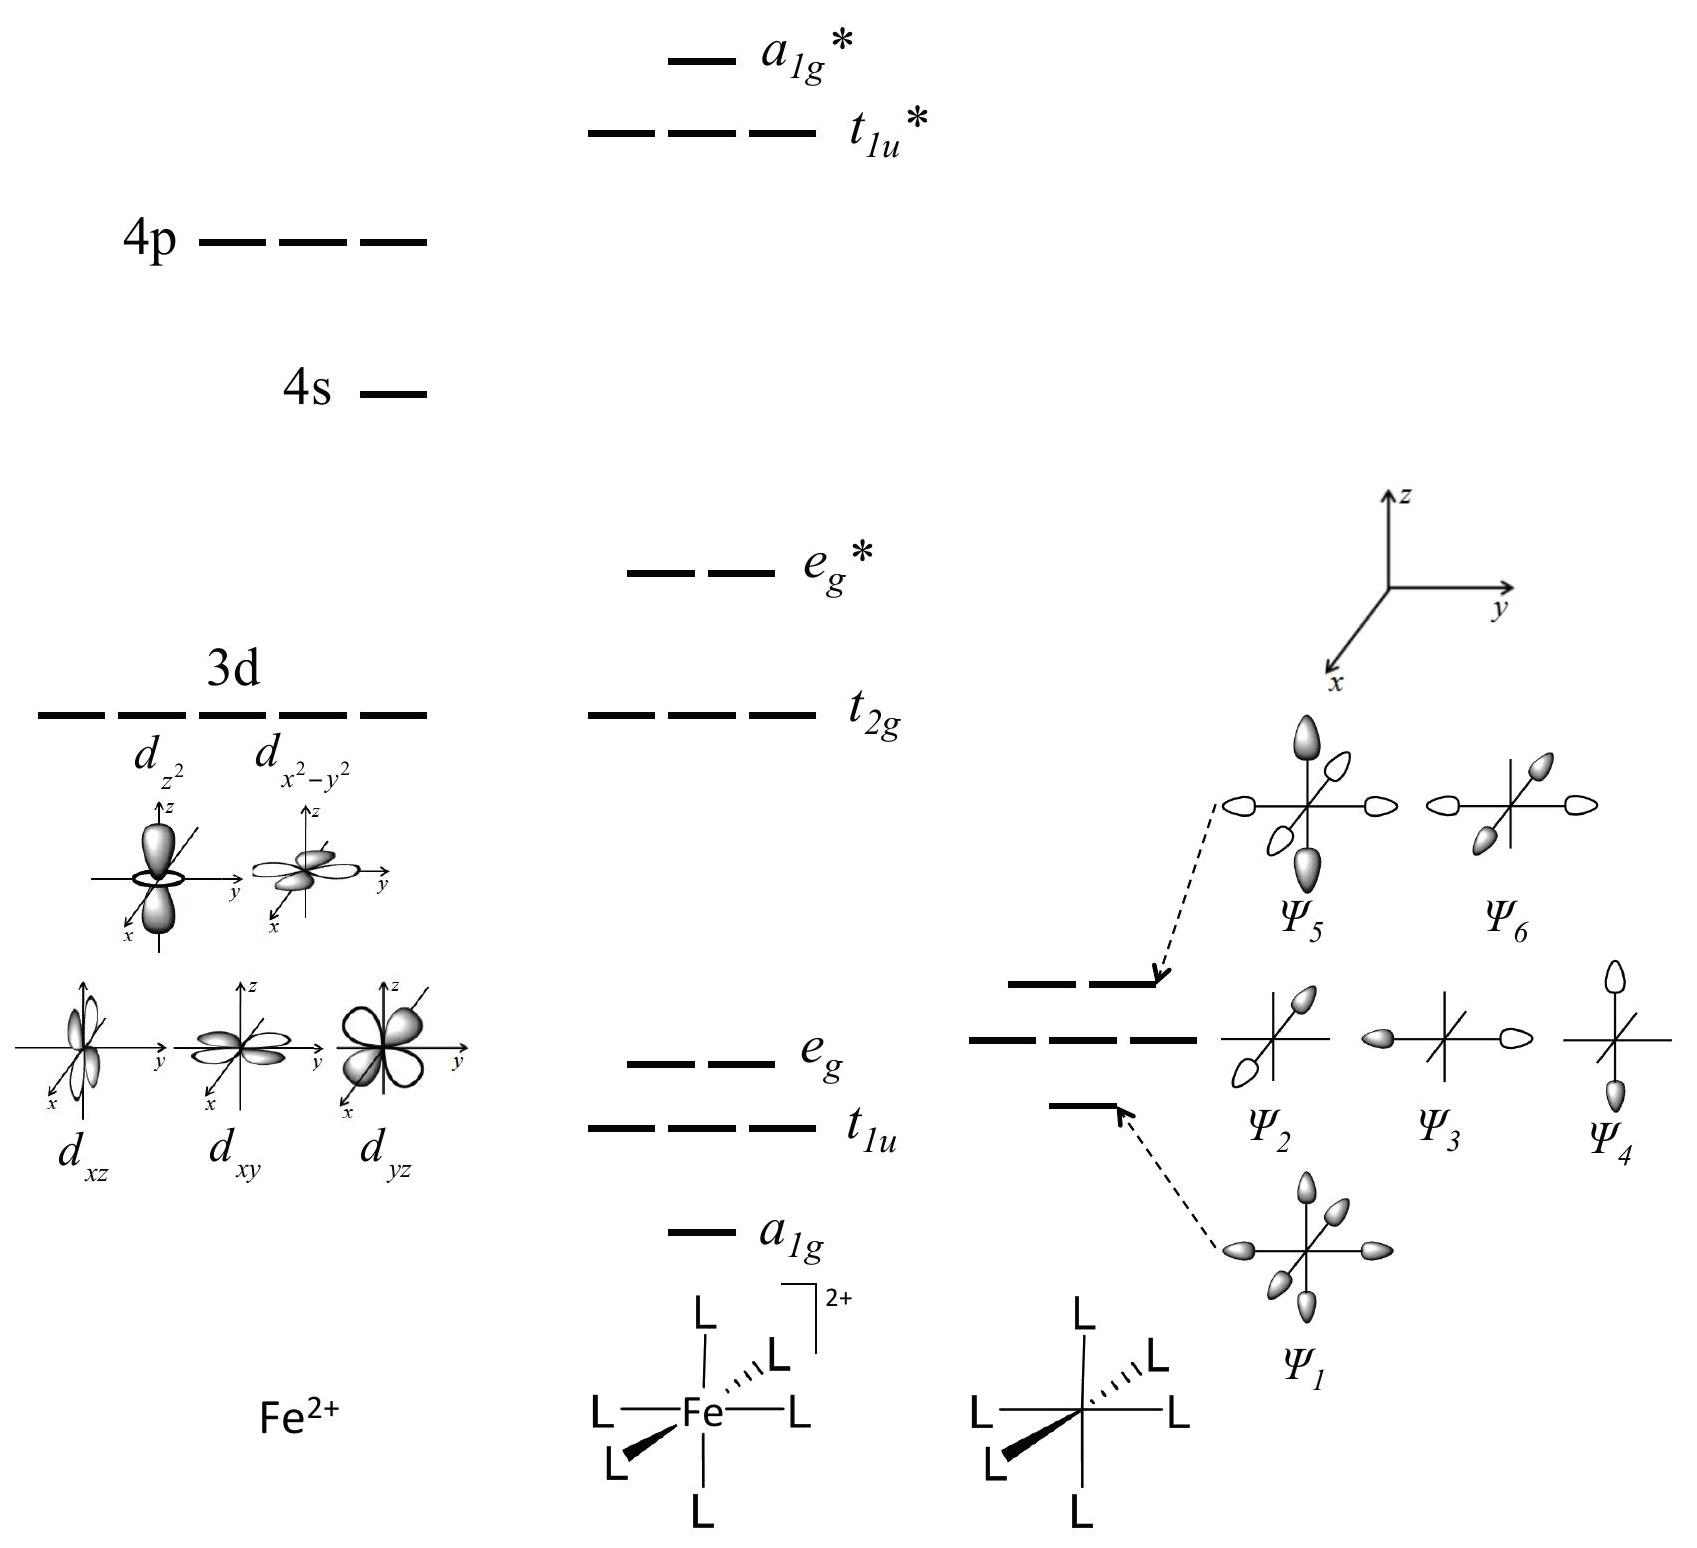 a1g*
t1u*
4p
4s
eg*
z
y
x
3d
t2g
dz2 dx2−y2
z
y
x
z
y
x
Ψ5 Ψ6
y
x
z
y
x
z
y
x
dxz dxy dyz
eg
t1u
a1g
Ψ2 Ψ3 Ψ4
Ψ1
Fe2+
L
L
L Fe L
L
L
2+
L
L
L L
L
L